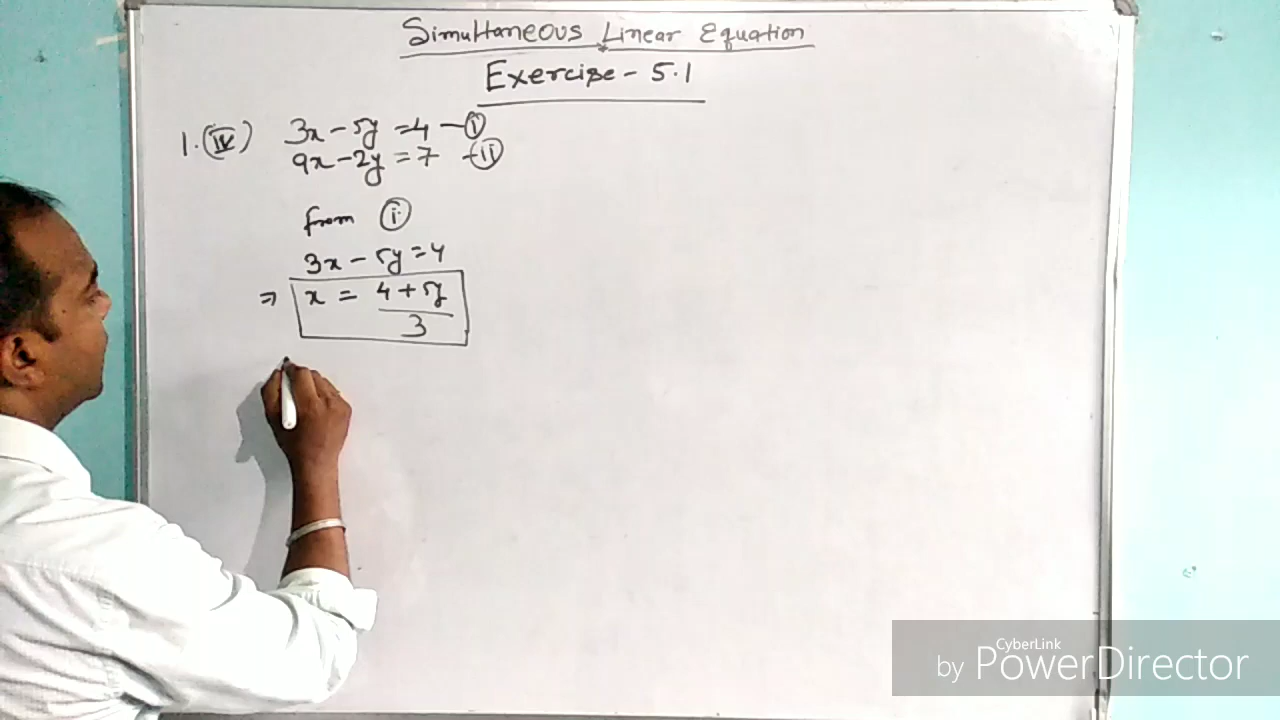 Simultaneous Linear Equation
Exercise - 5.1
1. (iv) 3x - 5y = 4 - (i)
9x - 2y = 7 - (ii)
from (i)
3x - 5y = 4
⇒ x = 4 + 5y / 3
CyberLink
by PowerDirector